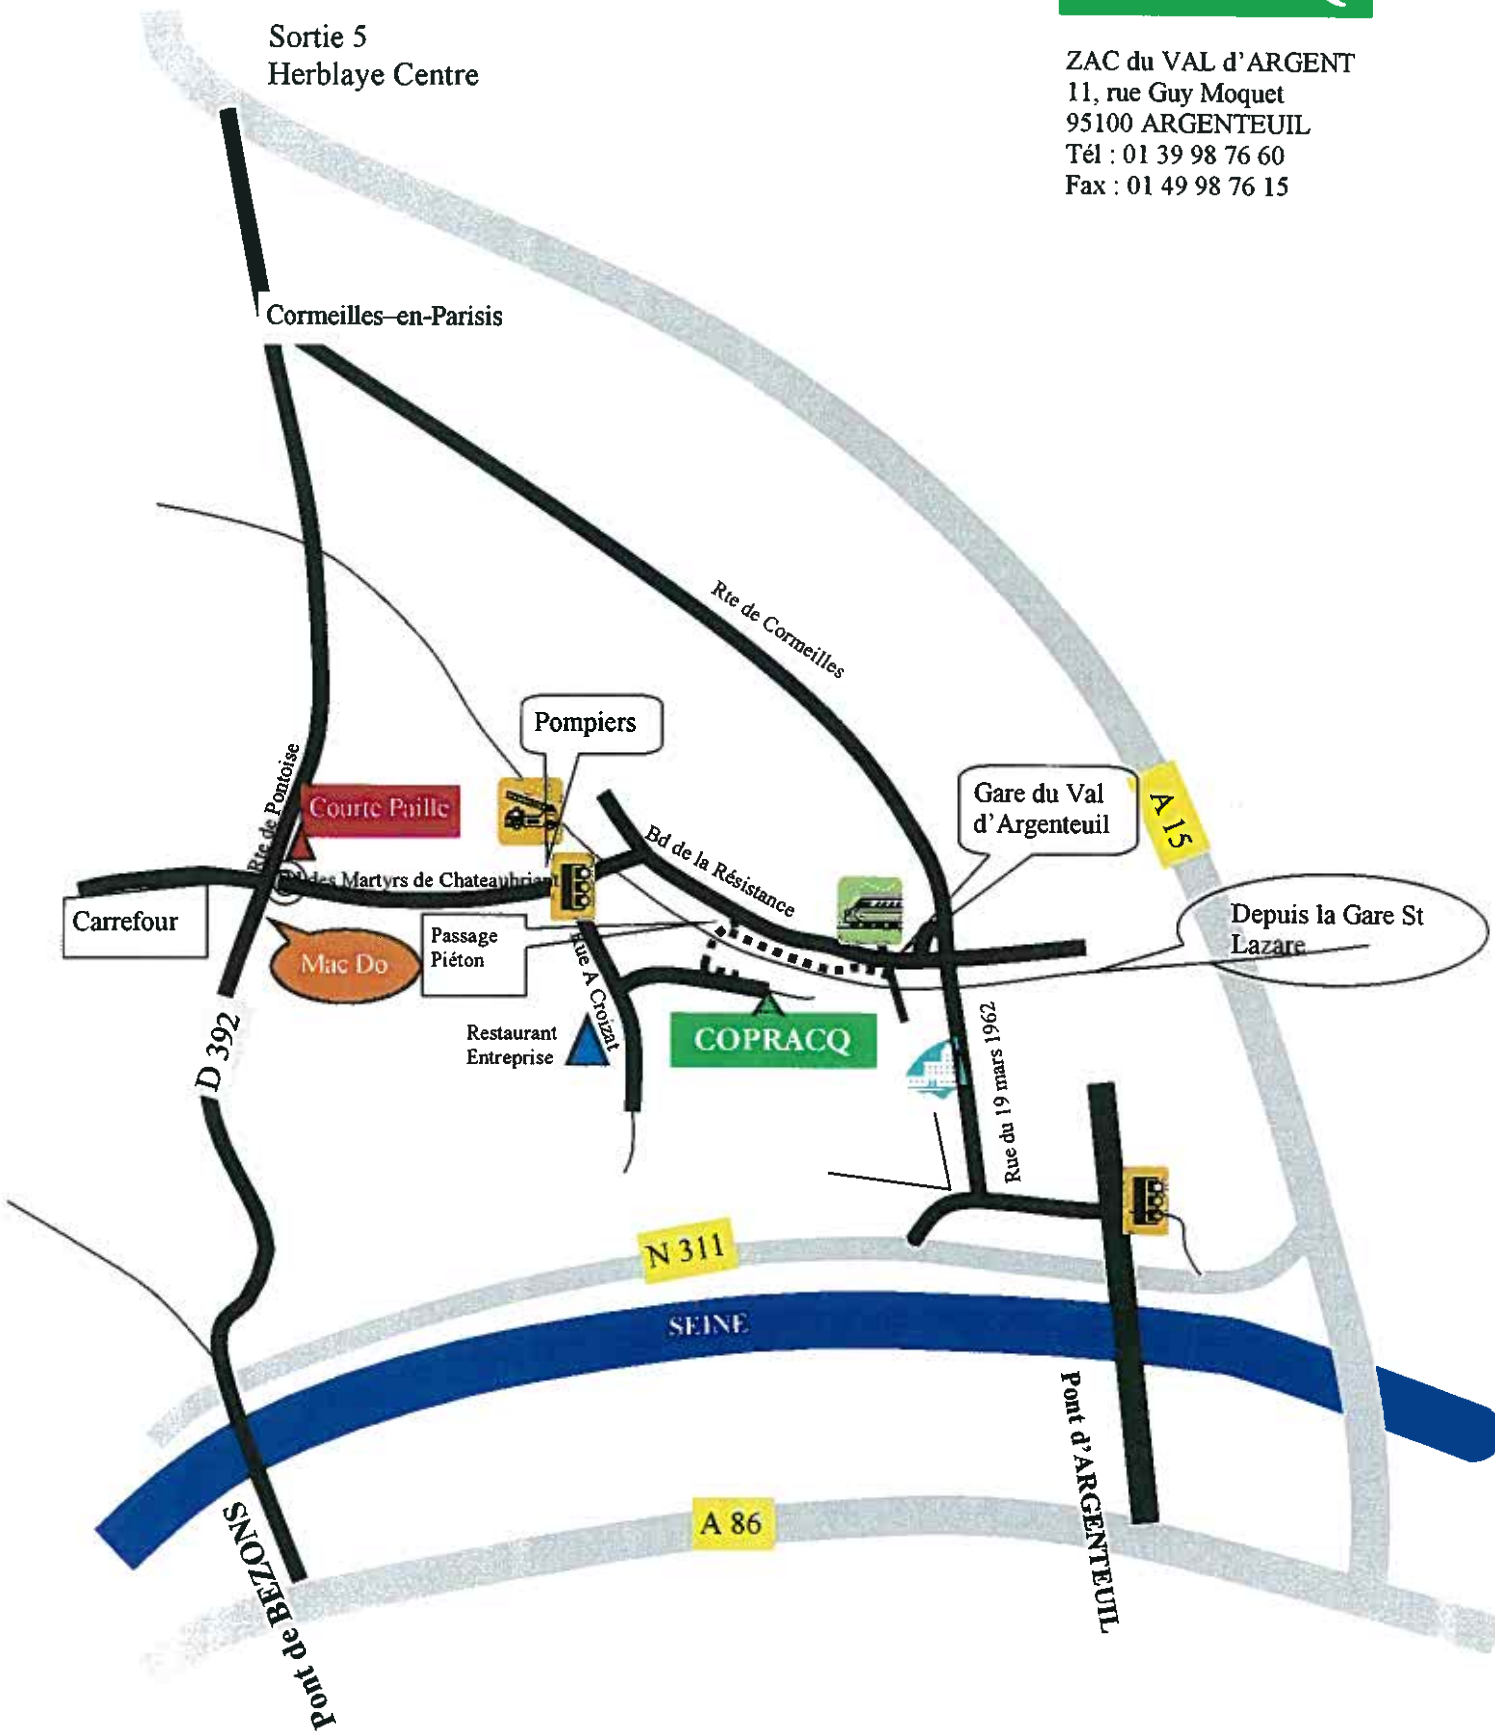 Sortie 5
Herblaye Centre
ZAC du VAL d'ARGENT
11, rue Guy Moquet
95100 ARGENTEUIL
Tél : 01 39 98 76 60
Fax : 01 49 98 76 15
Cormeilles–en-Parisis
Rte de Cormeilles
Pompiers
Rte de Pontoise
Courte Paille
Gare du Val
d'Argenteuil
A 15
Bd de la Résistance
des Martyrs de Chateaubriant
Carrefour
Passage
Piéton
Mac Do
Rue A Croizat
Depuis la Gare St
Lazare
Restaurant
Entreprise
COPRACQ
D 392
Rue du 19 mars 1962
N 311
SEINE
Pont d'ARGENTEUIL
A 86
Pont de BEZONS